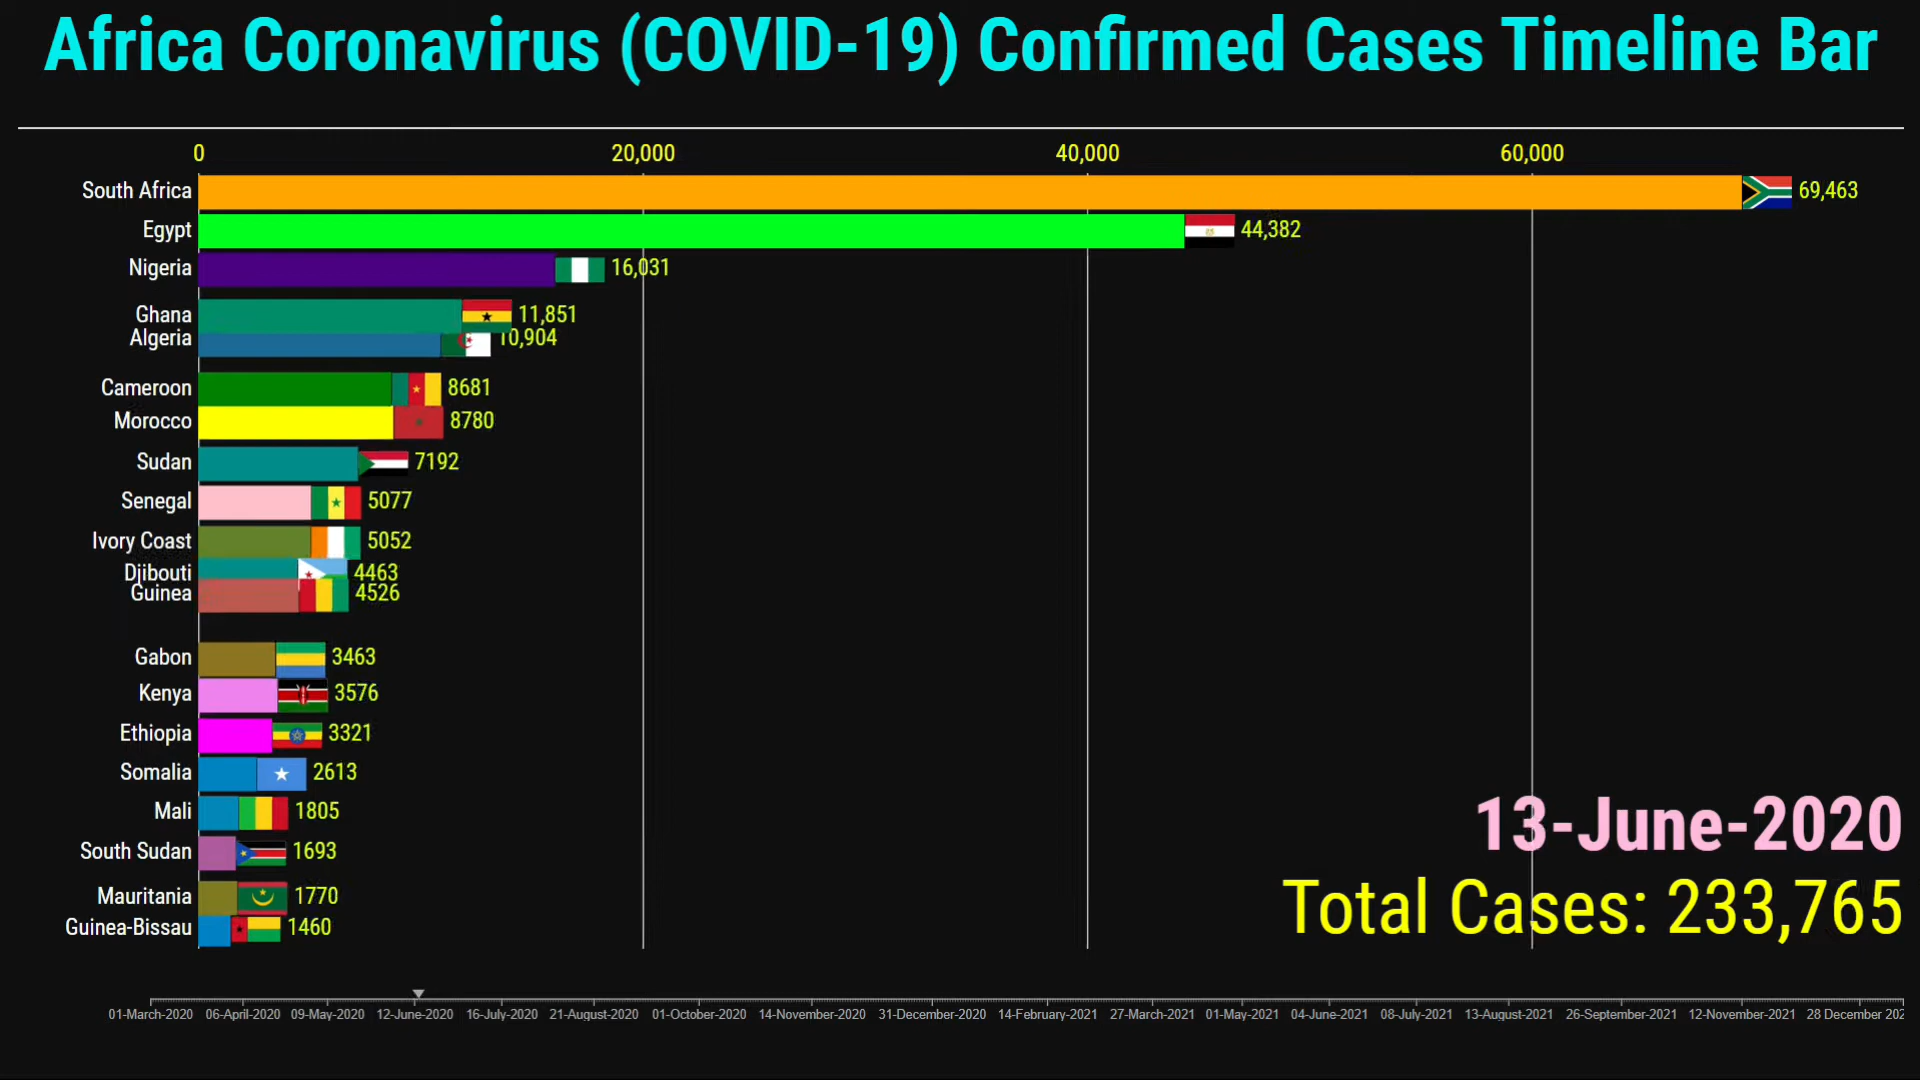 Africa Coronavirus (COVID-19) Confirmed Cases Timeline Bar
0 20,000 40,000 60,000
South Africa 69,463
Egypt 44,382
Nigeria 16,031
Ghana 11,851
Algeria 10,904
Cameroon 8681
Morocco 8780
Sudan 7192
Senegal 5077
Ivory Coast 5052
Djibouti 4463
Guinea 4526
Gabon 3463
Kenya 3576
Ethiopia 3321
Somalia 2613
Mali 1805
South Sudan 1693
Mauritania 1770
Guinea-Bissau 1460
13-June-2020
Total Cases: 233,765
01-March-2020 06-April-2020 09-May-2020 12-June-2020 16-July-2020 21-August-2020 01-October-2020 14-November-2020 31-December-2020 14-February-2021 27-March-2021 01-May-2021 04-June-2021 08-July-2021 13-August-2021 26-September-2021 12-November-2021 28 December 202